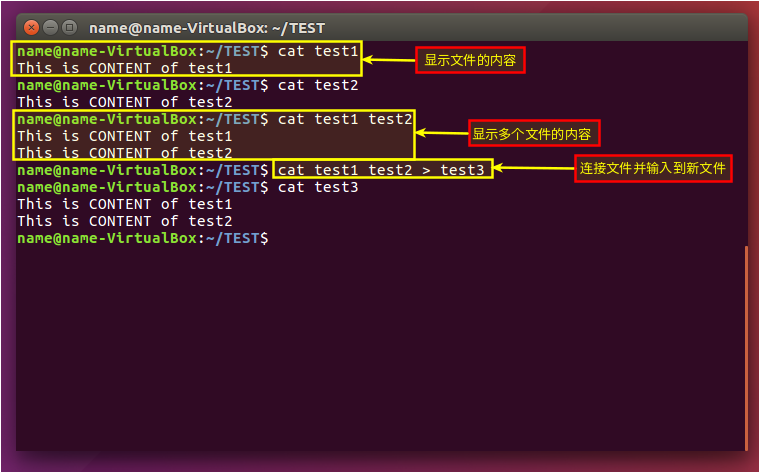 name@name-VirtualBox: ~/TEST
name@name-VirtualBox:~/TEST$ cat test1
显示文件的内容
This is CONTENT of test1
name@name-VirtualBox:~/TEST$ cat test2
This is CONTENT of test2
name@name-VirtualBox:~/TEST$ cat test1 test2
显示多个文件的内容
This is CONTENT of test1
This is CONTENT of test2
name@name-VirtualBox:~/TEST$ cat test1 test2 > test3
连接文件并输入到新文件
name@name-VirtualBox:~/TEST$ cat test3
This is CONTENT of test1
This is CONTENT of test2
name@name-VirtualBox:~/TEST$